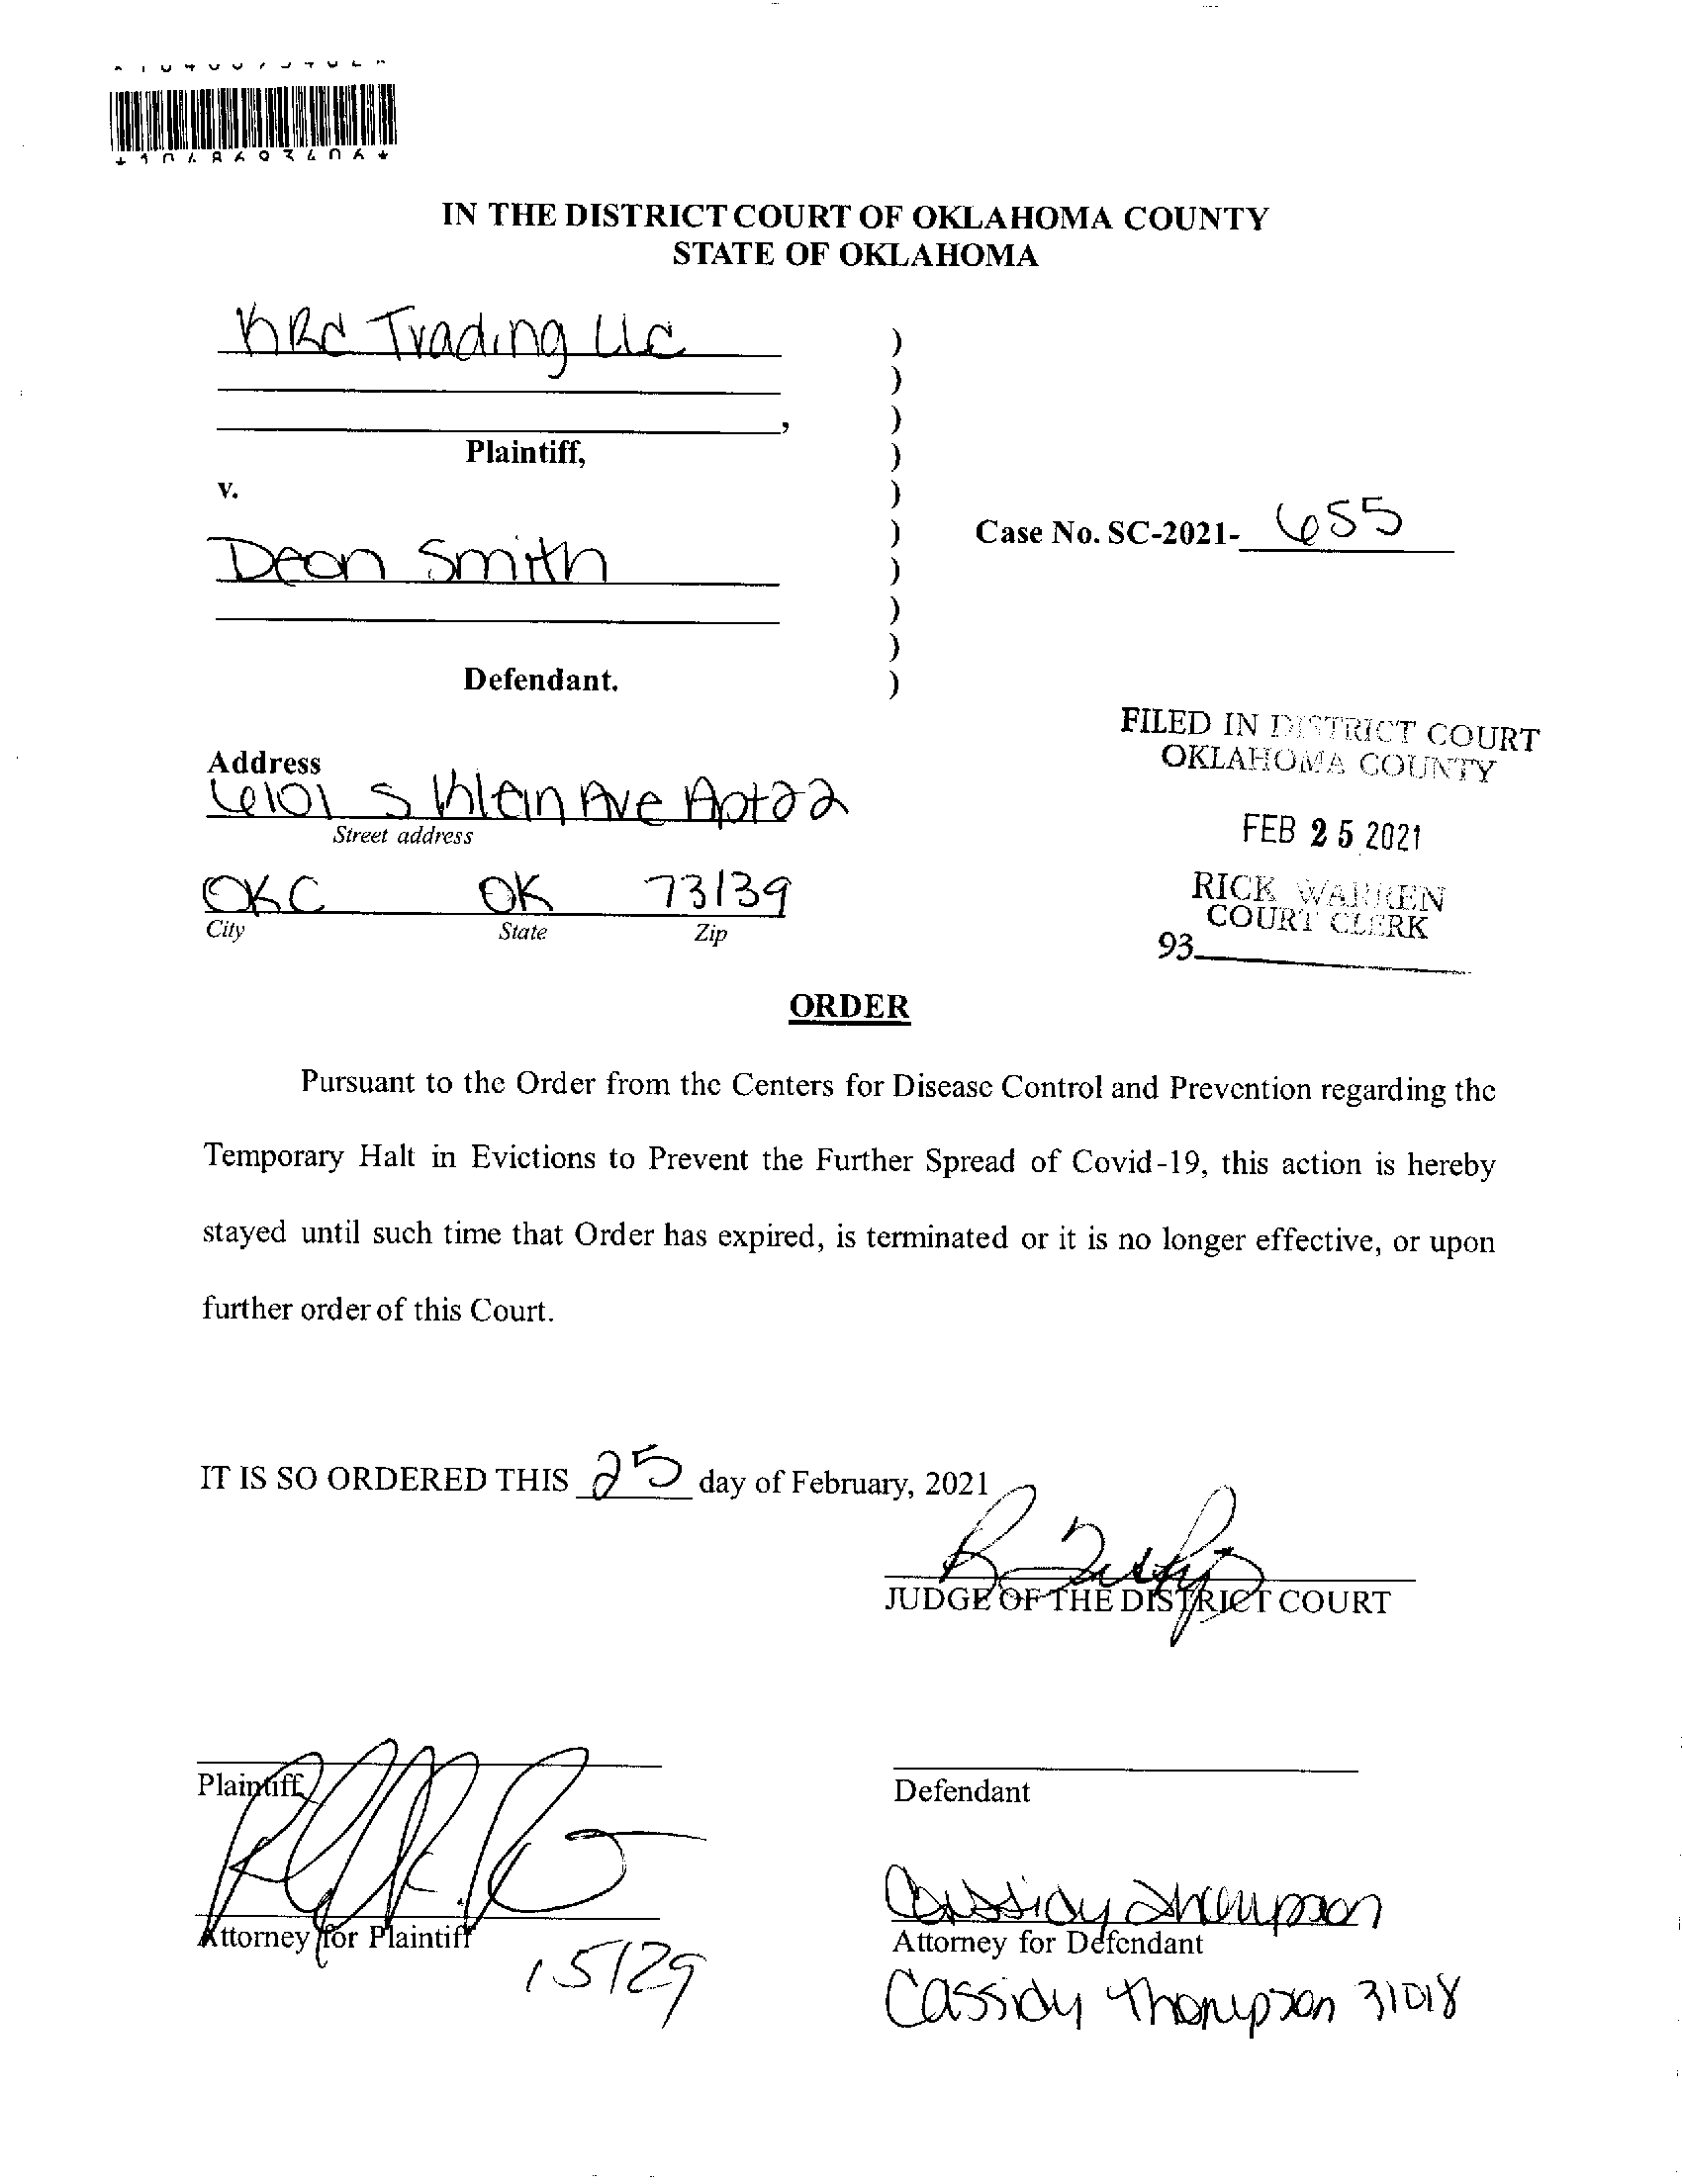 IN THE DISTRICT COURT OF OKLAHOMA COUNTY
STATE OF OKLAHOMA
KRC Trading LLC
,
Plaintiff,
v.
Case No. SC-2021- 655
Deon Smith
Defendant.
FILED IN DISTRICT COURT
OKLAHOMA COUNTY
FEB 25 2021
RICK WARREN
COURT CLERK
93
Address
6101 S Klein Ave Apt 22
Street address
OKC OK 73139
City State Zip
ORDER
Pursuant to the Order from the Centers for Disease Control and Prevention regarding the
Temporary Halt in Evictions to Prevent the Further Spread of Covid-19, this action is hereby
stayed until such time that Order has expired, is terminated or it is no longer effective, or upon
further order of this Court.
IT IS SO ORDERED THIS 25 day of February, 2021
JUDGE OF THE DISTRICT COURT
Plaintiff
Defendant
Cassidy Thompson
Attorney for Plaintiff
15129
Attorney for Defendant
Cassidy Thompson 31018